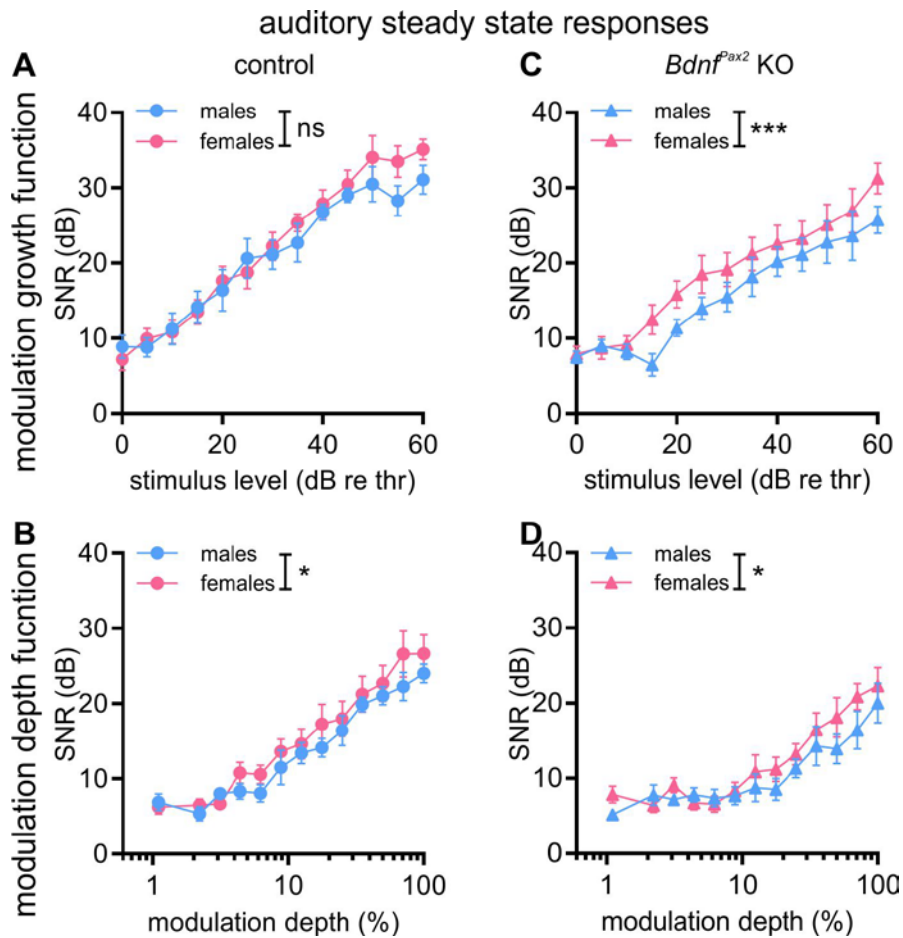 auditory steady state responses
A
control
modulation growth function
males
females
ns
SNR (dB)
40
30
20
10
0
0 20 40 60
stimulus level (dB re thr)
C
Bdnf^Pax2 KO
males
females
***
SNR (dB)
40
30
20
10
0
0 20 40 60
stimulus level (dB re thr)
B
modulation depth fucntion
males
females
*
SNR (dB)
40
30
20
10
0
1 10 100
modulation depth (%)
D
males
females
*
SNR (dB)
40
30
20
10
0
1 10 100
modulation depth (%)